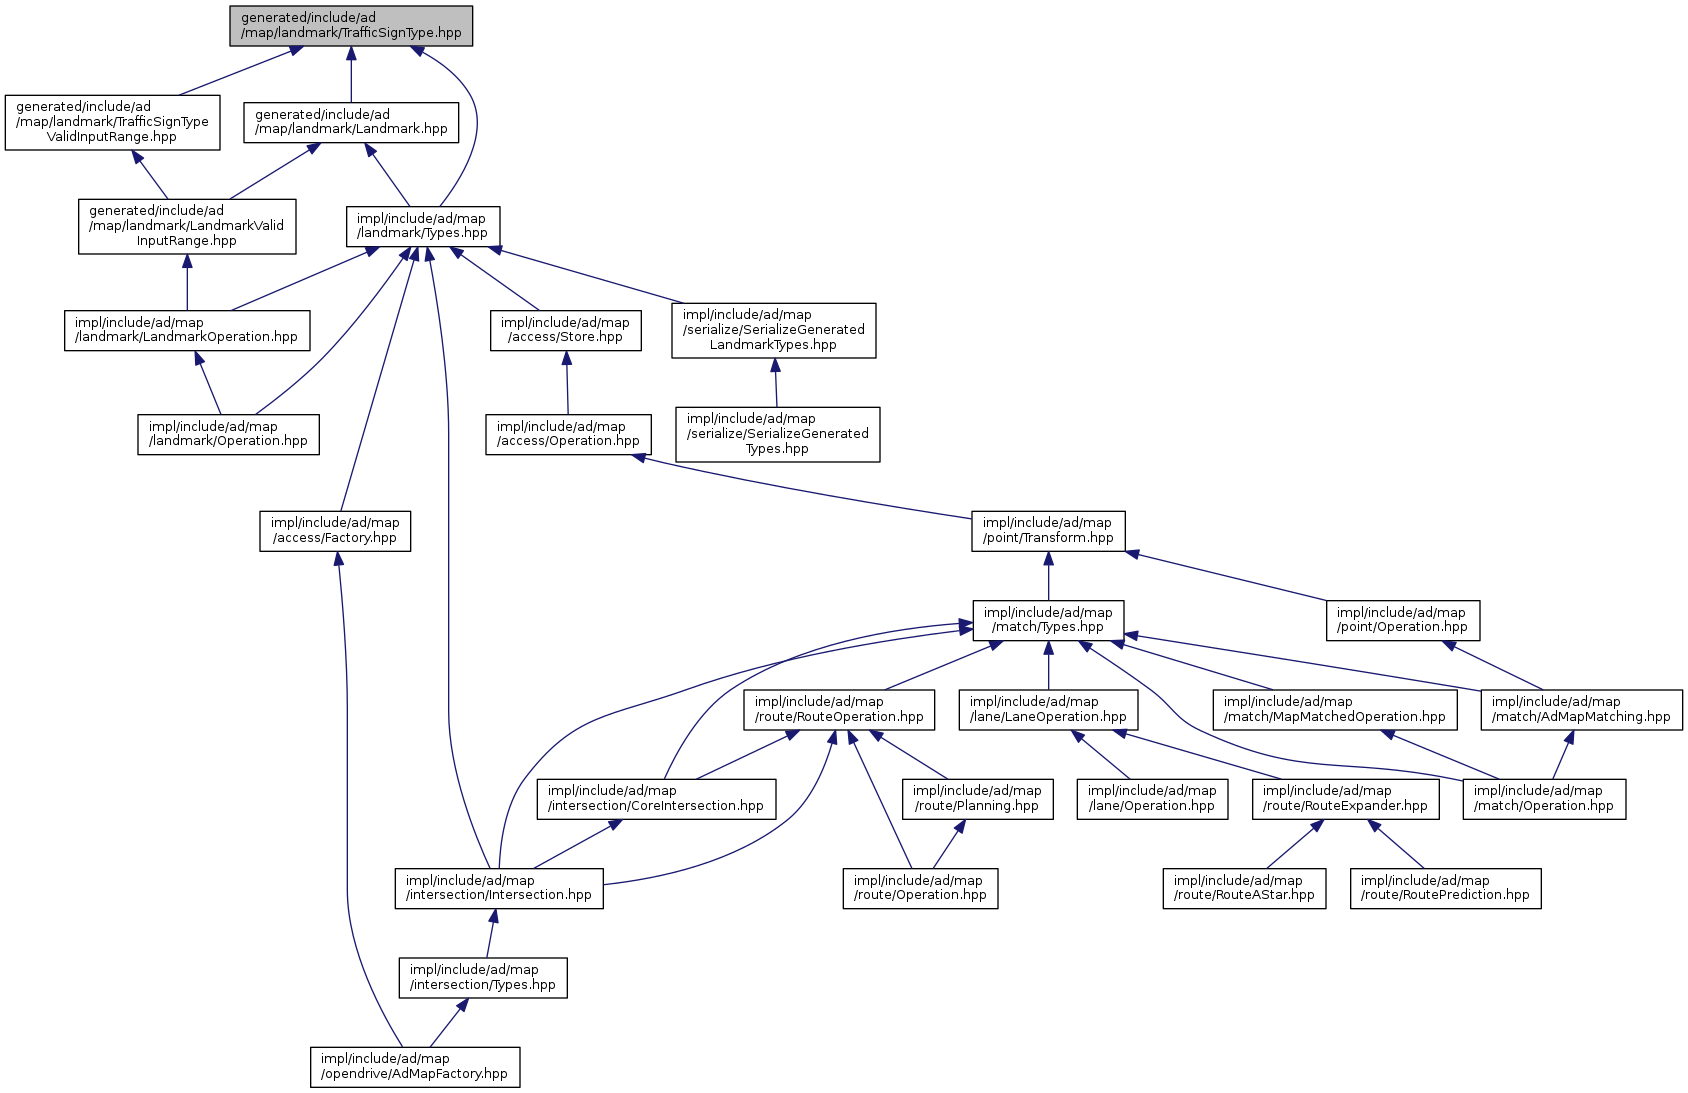 generated/include/ad
/map/landmark/TrafficSignType.hpp
generated/include/ad
/map/landmark/TrafficSignType
ValidInputRange.hpp
generated/include/ad
/map/landmark/Landmark.hpp
generated/include/ad
/map/landmark/LandmarkValid
InputRange.hpp
impl/include/ad/map
/landmark/Types.hpp
impl/include/ad/map
/landmark/LandmarkOperation.hpp
impl/include/ad/map
/access/Store.hpp
impl/include/ad/map
/serialize/SerializeGenerated
LandmarkTypes.hpp
impl/include/ad/map
/landmark/Operation.hpp
impl/include/ad/map
/access/Operation.hpp
impl/include/ad/map
/serialize/SerializeGenerated
Types.hpp
impl/include/ad/map
/access/Factory.hpp
impl/include/ad/map
/point/Transform.hpp
impl/include/ad/map
/match/Types.hpp
impl/include/ad/map
/point/Operation.hpp
impl/include/ad/map
/route/RouteOperation.hpp
impl/include/ad/map
/lane/LaneOperation.hpp
impl/include/ad/map
/match/MapMatchedOperation.hpp
impl/include/ad/map
/match/AdMapMatching.hpp
impl/include/ad/map
/intersection/CoreIntersection.hpp
impl/include/ad/map
/route/Planning.hpp
impl/include/ad/map
/lane/Operation.hpp
impl/include/ad/map
/route/RouteExpander.hpp
impl/include/ad/map
/match/Operation.hpp
impl/include/ad/map
/intersection/Intersection.hpp
impl/include/ad/map
/route/Operation.hpp
impl/include/ad/map
/route/RouteAStar.hpp
impl/include/ad/map
/route/RoutePrediction.hpp
impl/include/ad/map
/intersection/Types.hpp
impl/include/ad/map
/opendrive/AdMapFactory.hpp